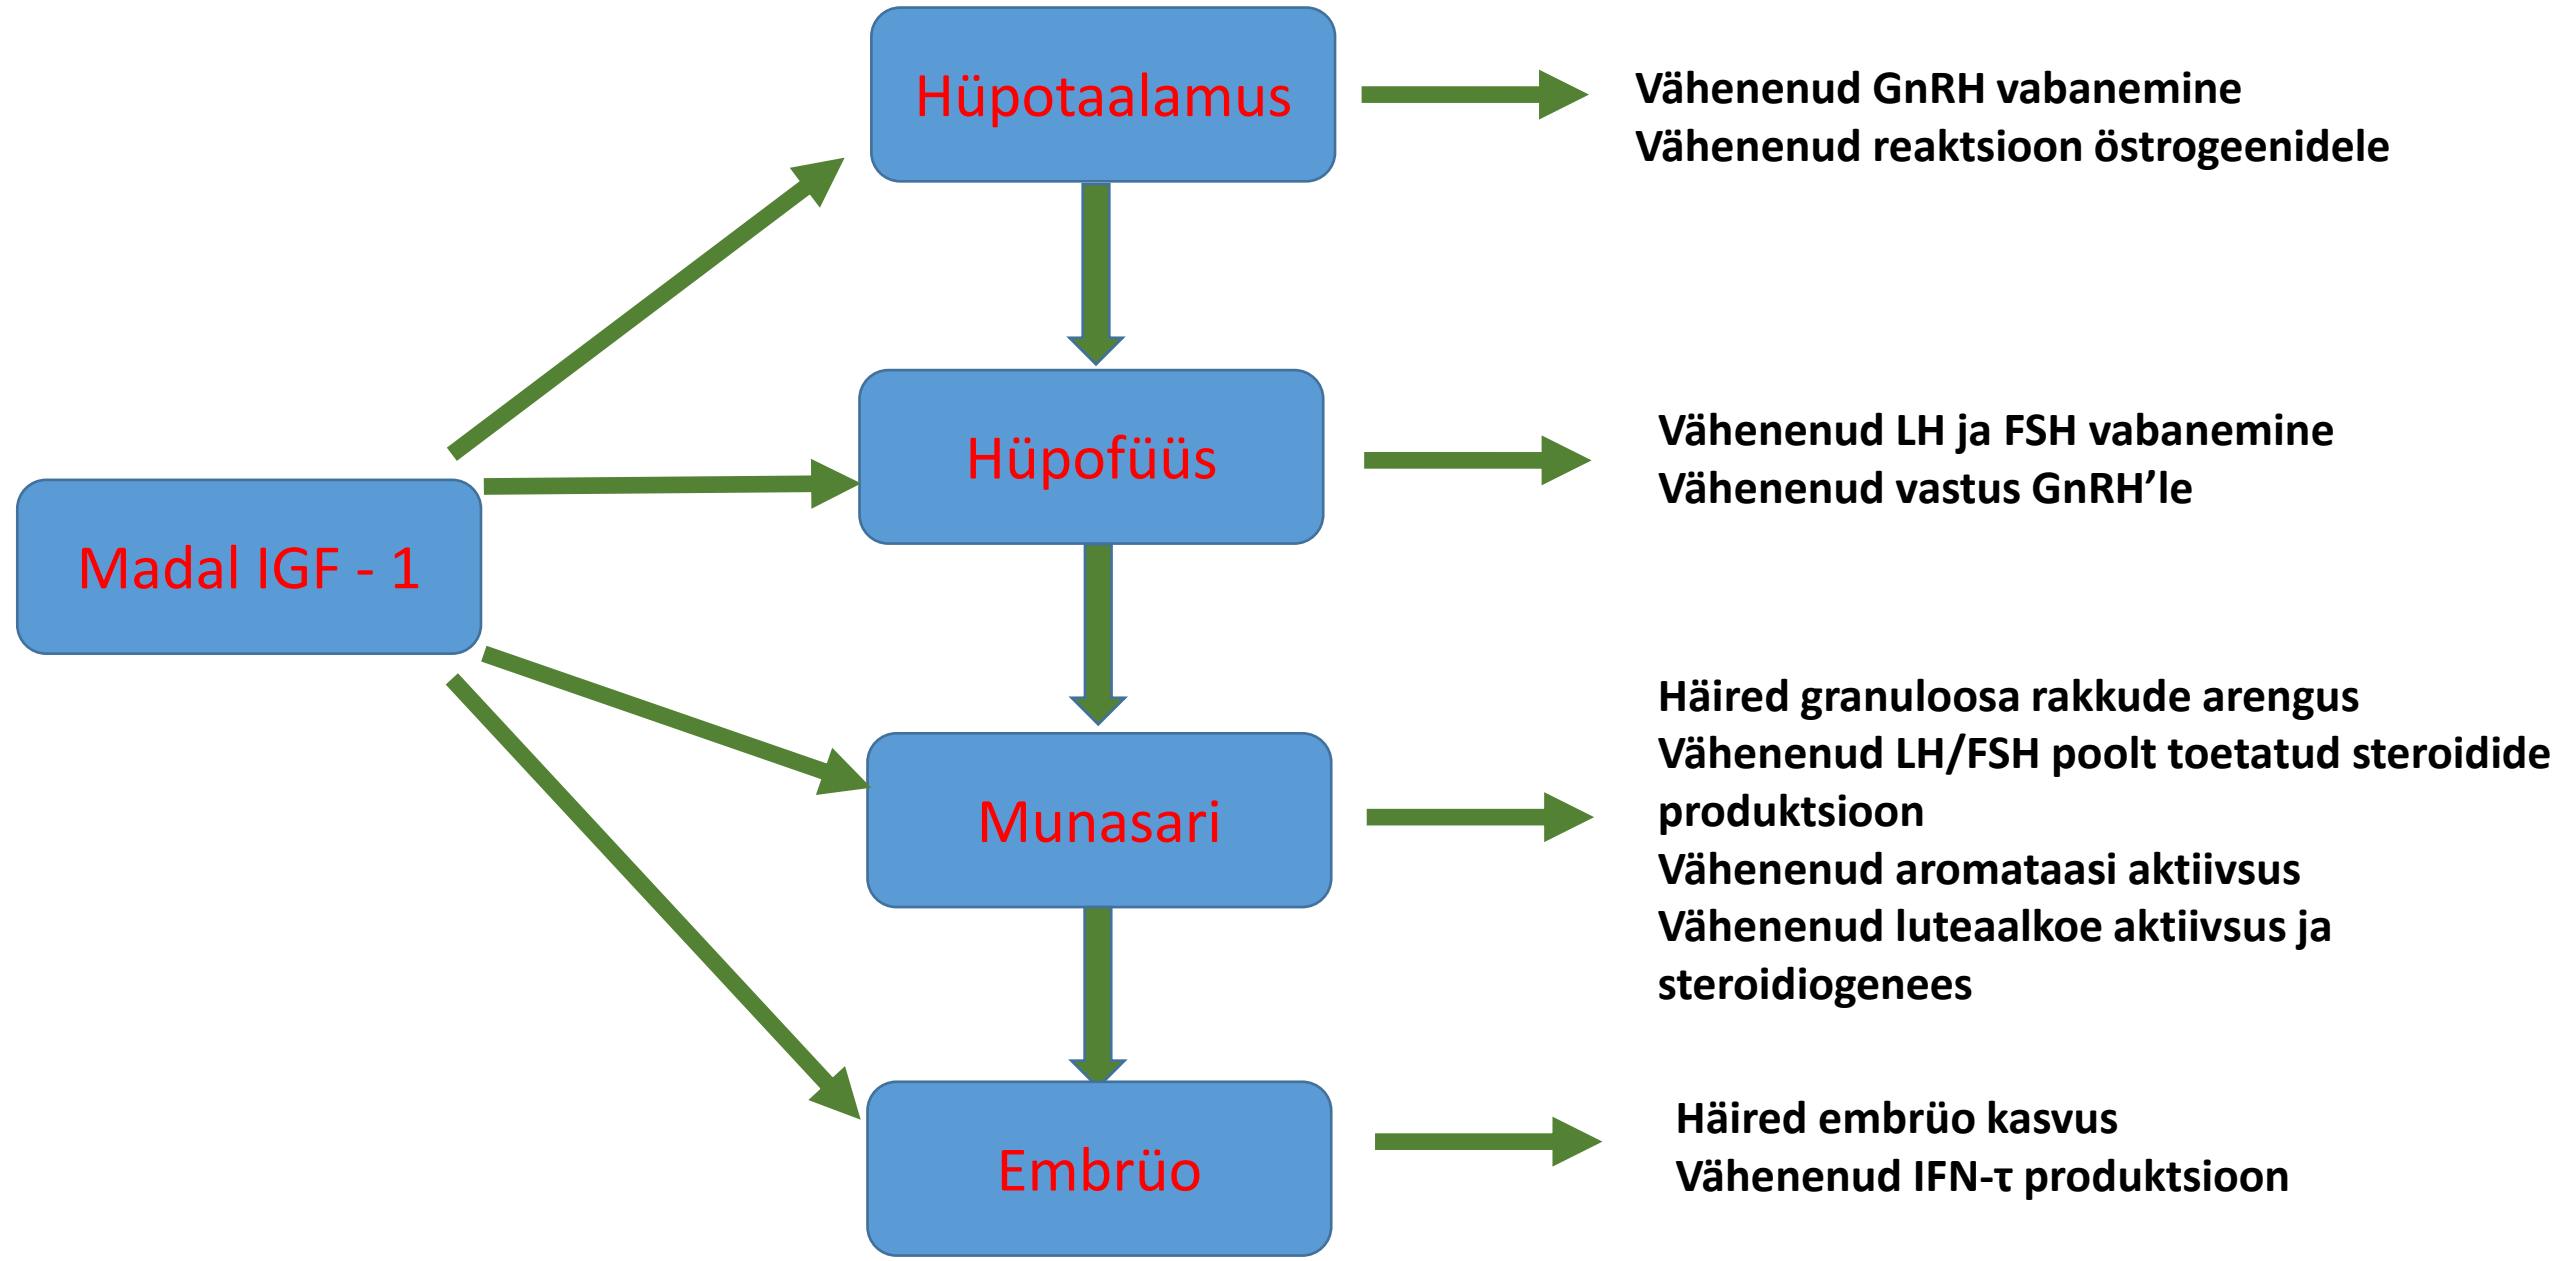 Hüpotaalamus
Vähenenud GnRH vabanemine
Vähenenud reaktsioon östrogeenidele
Hüpofüüs
Vähenenud LH ja FSH vabanemine
Vähenenud vastus GnRH’le
Madal IGF - 1
Munasari
Häired granuloosa rakkude arengus
Vähenenud LH/FSH poolt toetatud steroidide
produktsioon
Vähenenud aromataasi aktiivsus
Vähenenud luteaalkoe aktiivsus ja
steroidiogenees
Embrüo
Häired embrüo kasvus
Vähenenud IFN-τ produktsioon